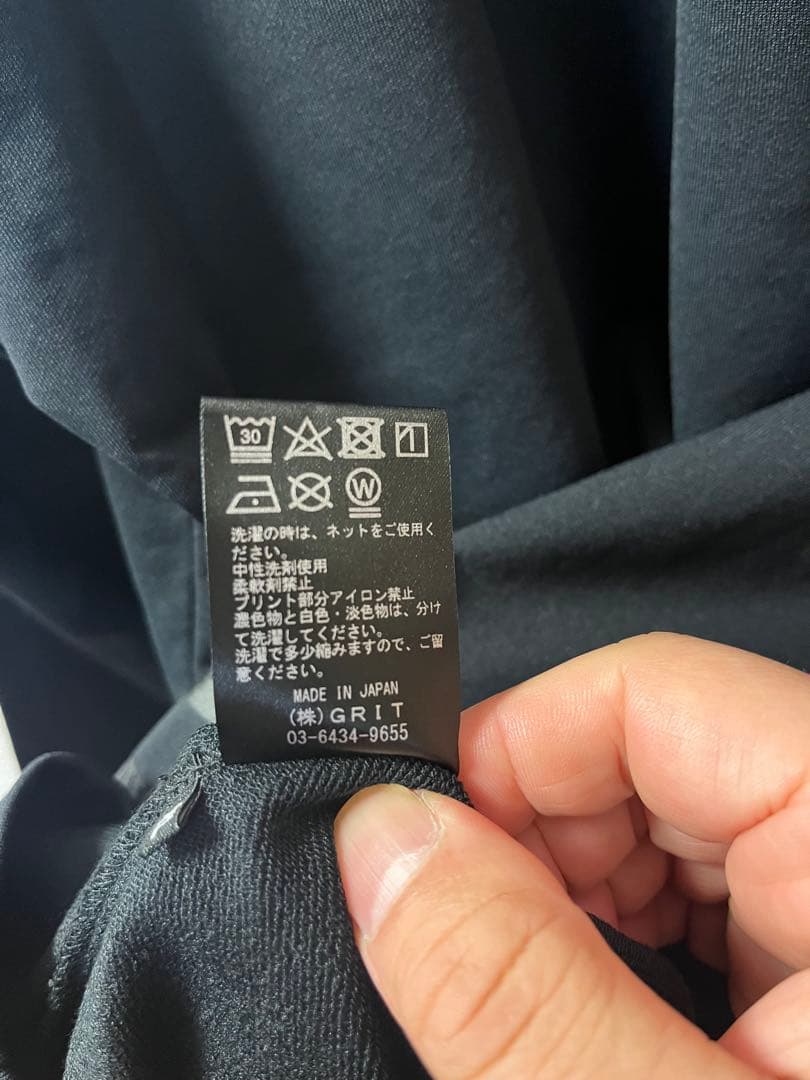 30
W
洗濯の時は、ネットをご使用く
ださい。
中性洗剤使用
柔軟剤禁止
プリント部分アイロン禁止
濃色物と白色・淡色物は、分け
て洗濯してください。
洗濯で多少縮みますので、ご留
意ください。
MADE IN JAPAN
(株)GRIT
03-6434-9655